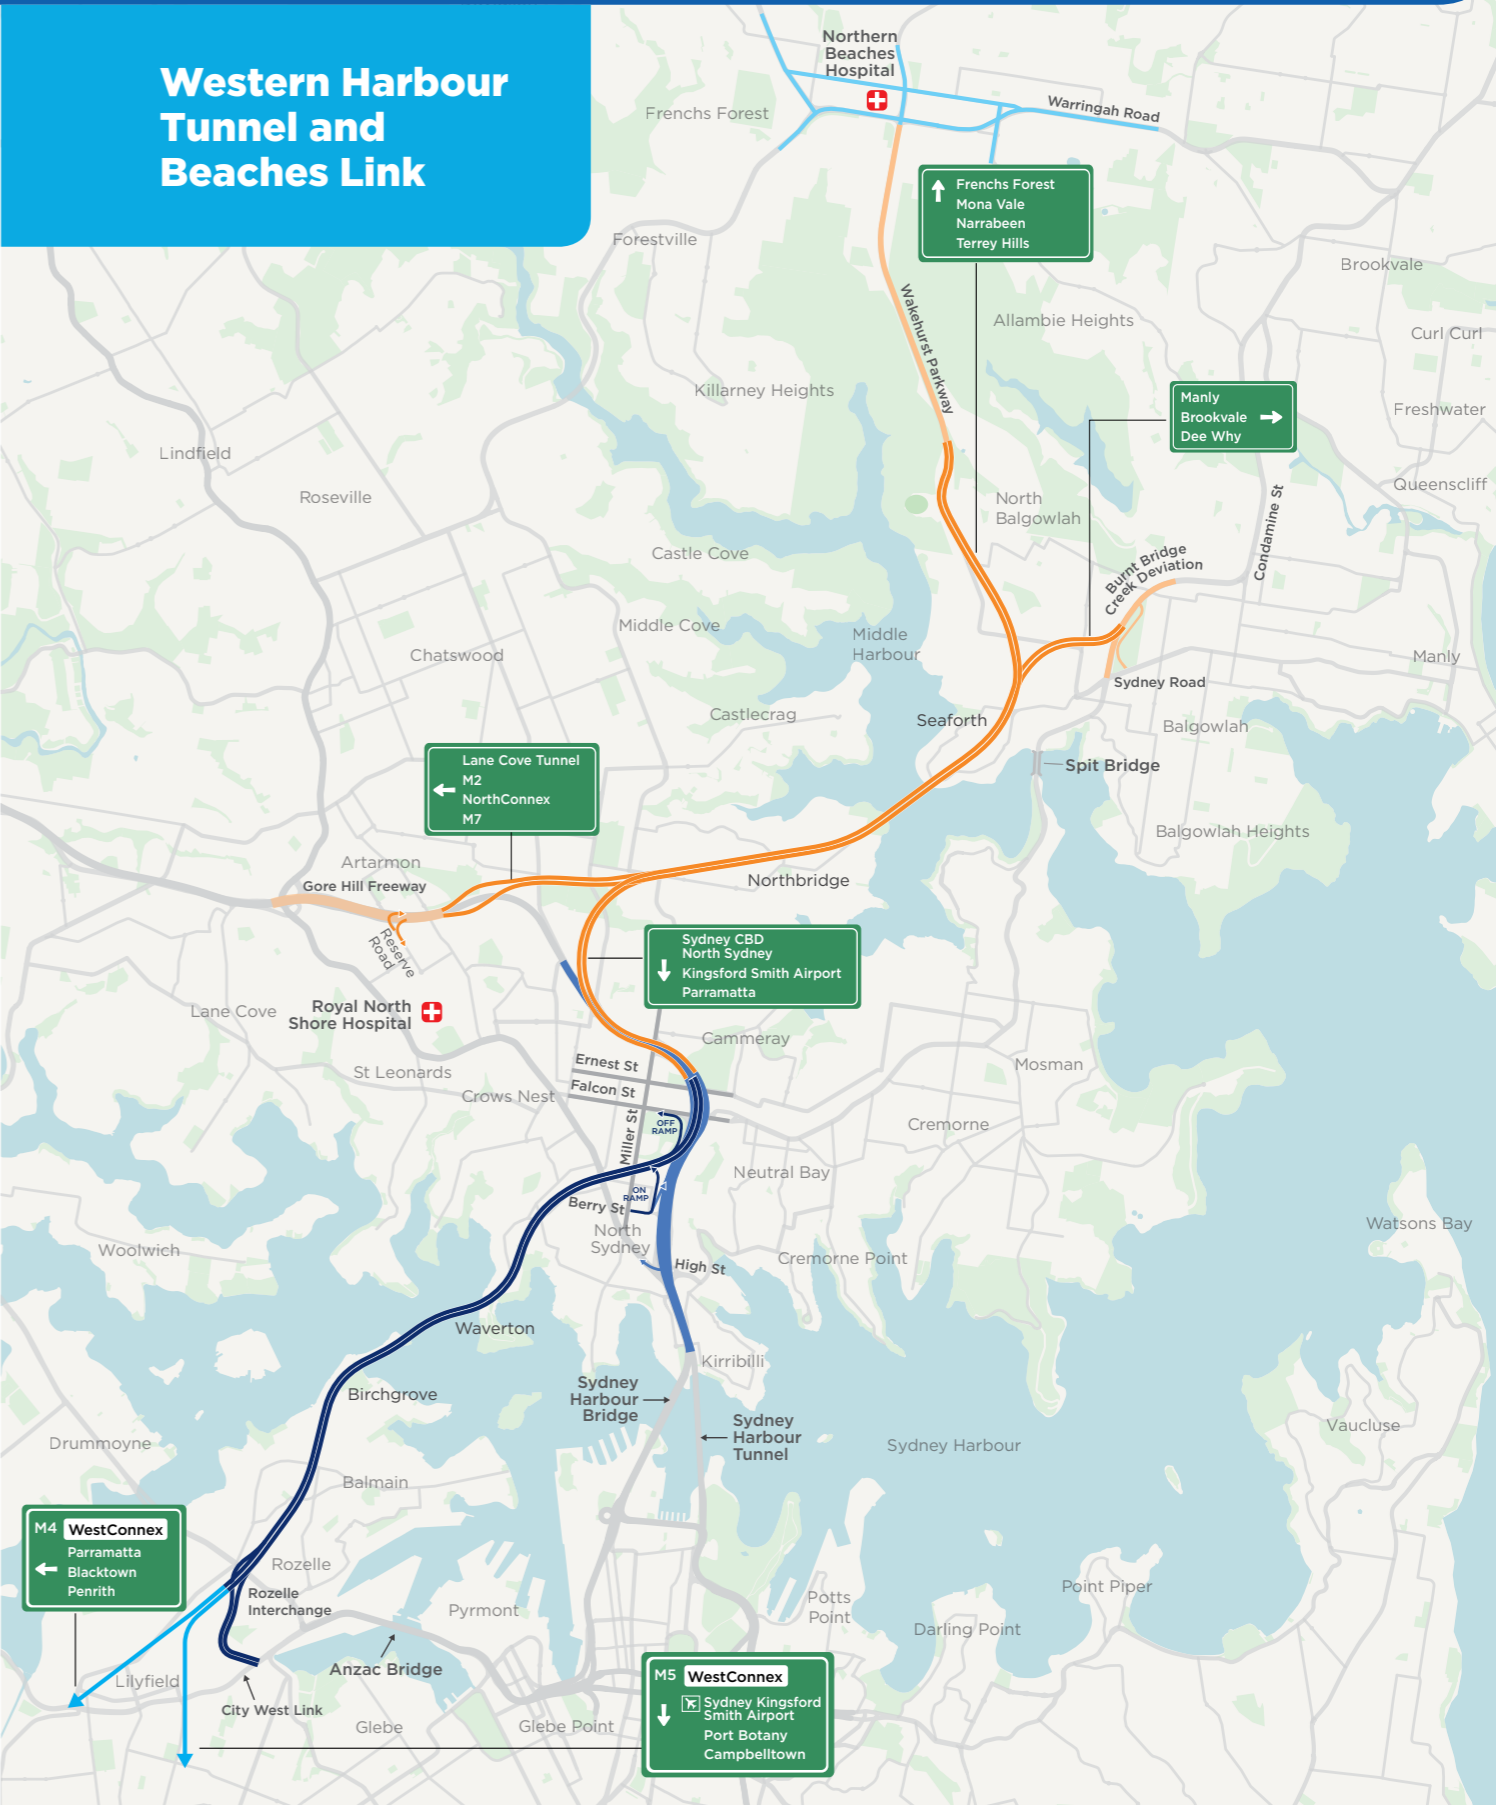 Western Harbour
Tunnel and
Beaches Link
Northern
Beaches
Hospital
Frenchs Forest
Warringah Road
Frenchs Forest
Mona Vale
Narrabeen
Terrey Hills
Forestville
Brookvale
Wakehurst Parkway
Allambie Heights
Curl Curl
Killarney Heights
Manly
Brookvale
Dee Why
Freshwater
Lindfield
Roseville
Queenscliff
North
Balgowlah
Condamine St
Castle Cove
Burnt Bridge
Creek Deviation
Middle Cove
Middle
Harbour
Chatswood
Manly
Sydney Road
Castlecrag
Seaforth
Balgowlah
Spit Bridge
Lane Cove Tunnel
M2
NorthConnex
M7
Balgowlah Heights
Artarmon
Gore Hill Freeway
Northbridge
Reserve
Road
Sydney CBD
North Sydney
Kingsford Smith Airport
Parramatta
Lane Cove
Royal North
Shore Hospital
Cammeray
Ernest St
St Leonards
Mosman
Falcon St
Crows Nest
OFF
RAMP
Miller St
Cremorne
Neutral Bay
ON
RAMP
Berry St
North
Sydney
Watsons Bay
Woolwich
High St
Cremorne Point
Waverton
Kirribilli
Sydney
Harbour
Bridge
Birchgrove
Sydney
Harbour
Tunnel
Drummoyne
Sydney Harbour
Vaucluse
Balmain
M4 WestConnex
Parramatta
Blacktown
Penrith
Rozelle
Rozelle
Interchange
Pyrmont
Potts
Point
Point Piper
Darling Point
Anzac Bridge
Lilyfield
City West Link
Glebe
Glebe Point
M5 WestConnex
Sydney Kingsford
Smith Airport
Port Botany
Campbelltown